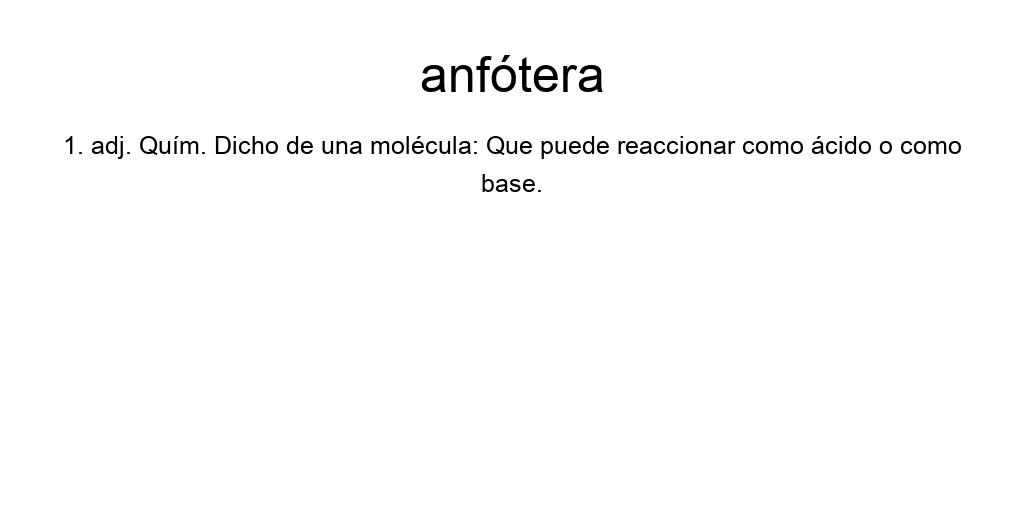 anfótera
1. adj. Quím. Dicho de una molécula: Que puede reaccionar como ácido o como
base.